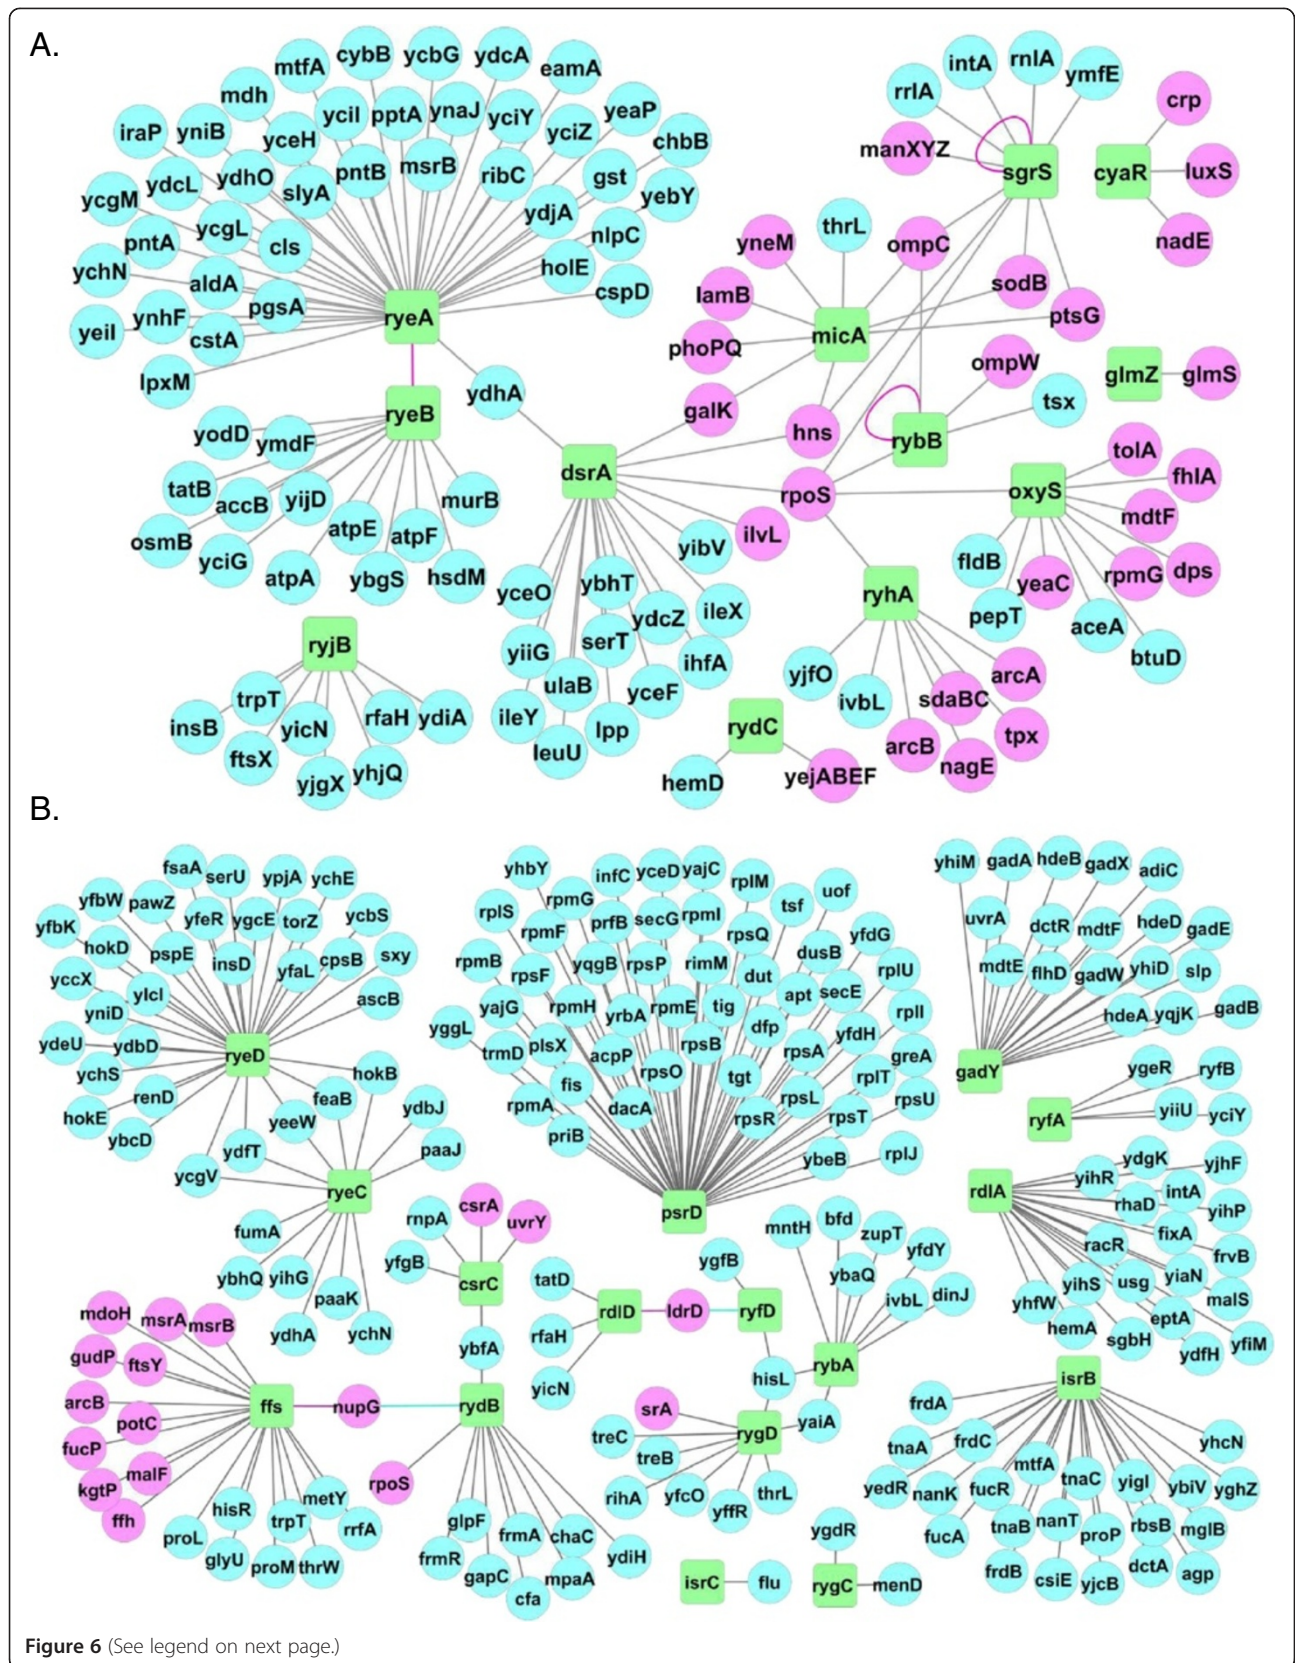 A.
mtfA cybB ycbG ydcA eamA
mdh yciI pptA ynaJ yciY yeaP
iraP yniB yceH yciZ chbB
pntB msrB ribC gst
ycgM ydcL ydhO slyA ydjA yebY
pntA ycgL cls nlpC
ychN aldA holE
pgsA cspD
yeiI ynhF cstA ryeA
lpxM
ydhA
ryeB
yodD ymdF
tatB accB yijD murB
osmB yciG atpE atpF
atpA ybgS hsdM
ryjB
trpT
insB yicN rfaH ydiA
ftsX yjgX yhjQ
intA rnlA ymfE
rrlA crp
manXYZ sgrS cyaR luxS
nadE
yneM thrL ompC
lamB sodB
phoPQ micA ptsG
ompW glmZ glmS
galK hns tsx
rybB
dsrA rpoS oxyS tolA
fhlA
ilvL mdtF
yibV fldB
yceO ybhT yeaC rpmG dps
ydcZ ileX ryhA pepT aceA
yiiG serT ihfA btuD
ulaB yceF yjfO arcA
ileY ivbL sdaBC
leuU lpp rydC arcB tpx
hemD yejABEF nagE
B.
fsaA serU ypjA ychE
yfbW pawZ
yfbK yfeR ygcE torZ ycbS
hokD pspE insD yfaL cpsB sxy
yccX ylcI ascB
yniD
ydeU ydbD ryeD
ychS hokB
renD feaB ydbJ
hokE yeeW
ybcD ydfT paaJ
ycgV ryeC
fumA
ybhQ yihG paaK
ydhA ychN
yhbY infC yceD yajC rplM
rpmG uof
rplS prfB secG rpmI tsf
rpmF rpsQ yfdG
rpmB yqgB rpsP rimM dusB
rpsF dut rplU
yajG rpmH yrbA rpmE tig apt secE
rplI
yggL plsX rpsB dfp yfdH
trmD acpP rpsA greA
fis rpsO tgt rplT
rpmA dacA rpsL rpsU
priB rpsR rpsT
ybeB rplJ
psrD
yhiM gadA hdeB gadX adiC
uvrA dctR mdtF hdeD gadE
mdtE flhD gadW yhiD slp
hdeA yqjK gadB
gadY
ygeR ryfB
ryfA yiiU yciY
ydgK yjhF
rdlA yihR
rhaD intA yihP
fixA
racR frvB
yihS usg yiaN
yhfW malS
hemA eptA
sgbH yfiM
ydfH
csrA
rnpA uvrY
yfgB csrC
ybfA
mdoH msrA msrB
gudP ftsY
arcB ffs nupG rydB
potC
fucP
malF
kgtP rpoS
ffh metY
hisR
trpT rrfA
proL
glyU proM thrW
glpF frmA chaC
frmR ydiH
gapC mpaA
cfa
ygfB mntH bfd zupT
yfdY
tatD ybaQ
rdlD ldrD ryfD ivbL dinJ
rfaH
yicN hisL rybA
srA
treC rygD yaiA
treB
rihA yfcO thrL
yffR
ygdR
isrC flu rygC menD
isrB
frdA
tnaA frdC yhcN
mtfA
yedR nanK fucR tnaC yigI ybiV yghZ
fucA tnaB nanT proP rbsB mglB
frdB csiE yjcB dctA agp
Figure 6 (See legend on next page.)